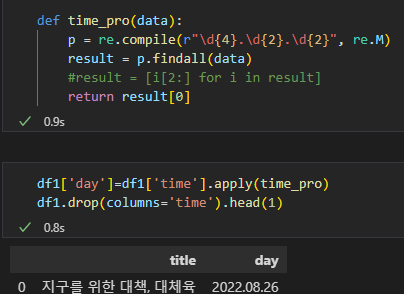 def time_pro(data):
p = re.compile(r"\d{4}.\d{2}.\d{2}", re.M)
result = p.findall(data)
#result = [i[2:] for i in result]
return result[0]
0.9s
df1['day']=df1['time'].apply(time_pro)
df1.drop(columns='time').head(1)
0.8s
title day
0 지구를 위한 대책, 대체육 2022.08.26